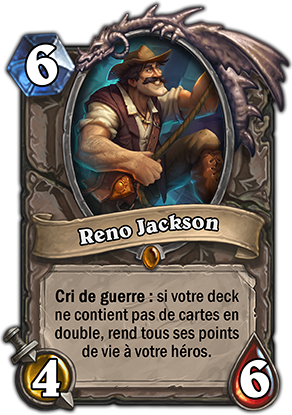 6
Reno Jackson
Cri de guerre : si votre deck
ne contient pas de cartes en
double, rend tous ses points
de vie à votre héros.
4
6